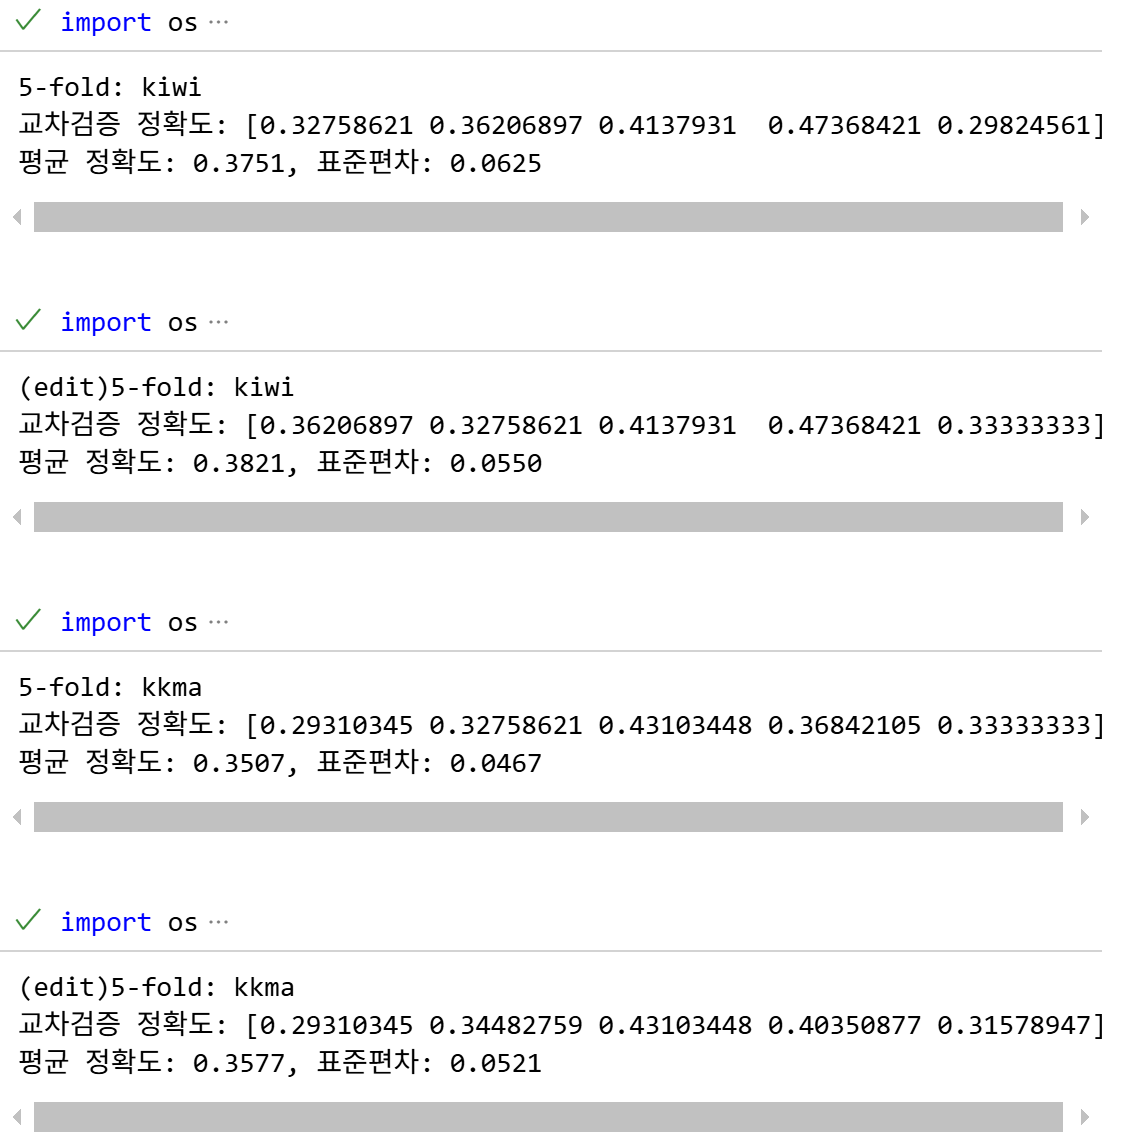 import os ···
5-fold: kiwi
교차검증 정확도: [0.32758621 0.36206897 0.4137931  0.47368421 0.29824561]
평균 정확도: 0.3751, 표준편차: 0.0625
import os ···
(edit)5-fold: kiwi
교차검증 정확도: [0.36206897 0.32758621 0.4137931  0.47368421 0.33333333]
평균 정확도: 0.3821, 표준편차: 0.0550
import os ···
5-fold: kkma
교차검증 정확도: [0.29310345 0.32758621 0.43103448 0.36842105 0.33333333]
평균 정확도: 0.3507, 표준편차: 0.0467
import os ···
(edit)5-fold: kkma
교차검증 정확도: [0.29310345 0.34482759 0.43103448 0.40350877 0.31578947]
평균 정확도: 0.3577, 표준편차: 0.0521